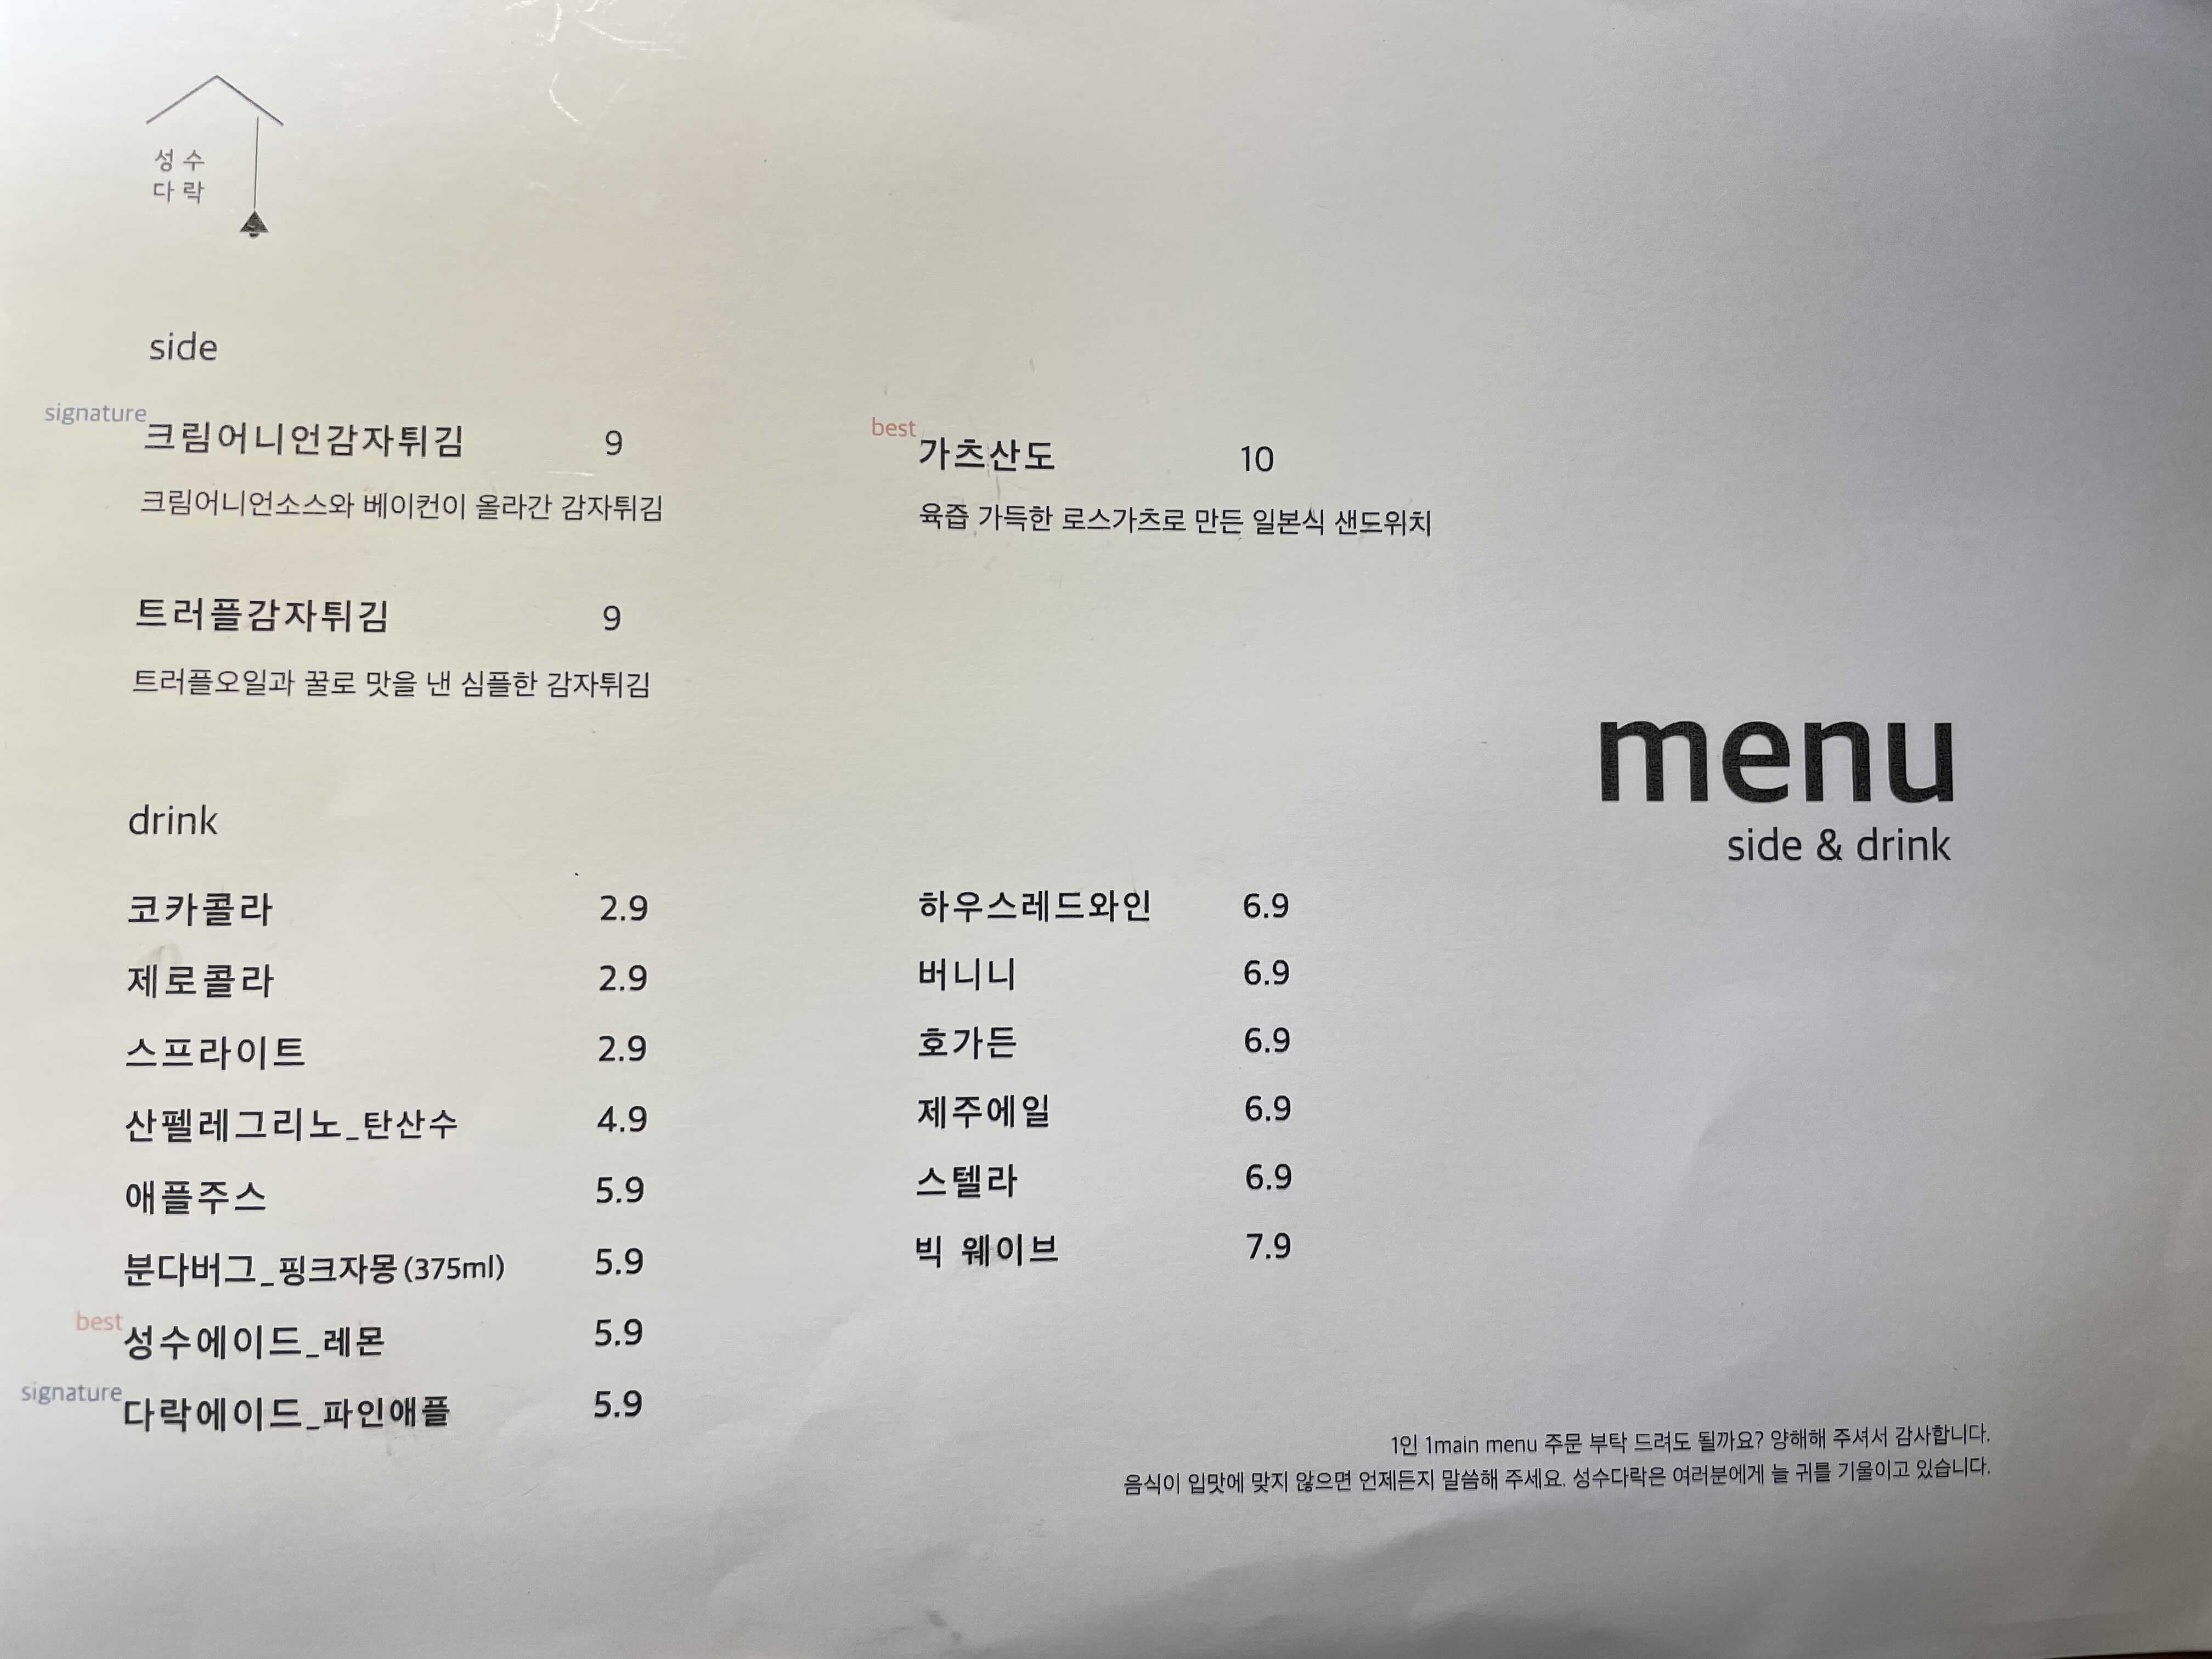 성수
다락
side
signature
크림어니언감자튀김 9
크림어니언소스와 베이컨이 올라간 감자튀김
트러플감자튀김 9
트러플오일과 꿀로 맛을 낸 심플한 감자튀김
best
가츠산도 10
육즙 가득한 로스가츠로 만든 일본식 샌드위치
menu
side & drink
drink
코카콜라 2.9
제로콜라 2.9
스프라이트 2.9
산펠레그리노_탄산수 4.9
애플주스 5.9
분다버그_핑크자몽(375ml) 5.9
best
성수에이드_레몬 5.9
signature
다락에이드_파인애플 5.9
하우스레드와인 6.9
버니니 6.9
호가든 6.9
제주에일 6.9
스텔라 6.9
빅 웨이브 7.9
1인 1main menu 주문 부탁 드려도 될까요? 양해해 주셔서 감사합니다.
음식이 입맛에 맞지 않으면 언제든지 말씀해 주세요. 성수다락은 여러분에게 늘 귀를 기울이고 있습니다.